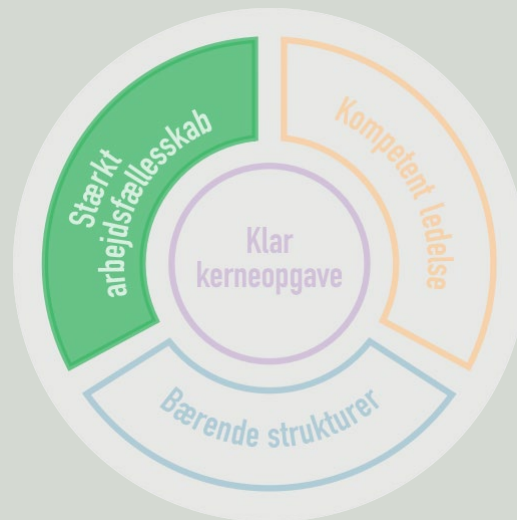 Stærkt
arbejdsfællesskab
Kompetent ledelse
Klar
kerneopgave
Bærende strukturer